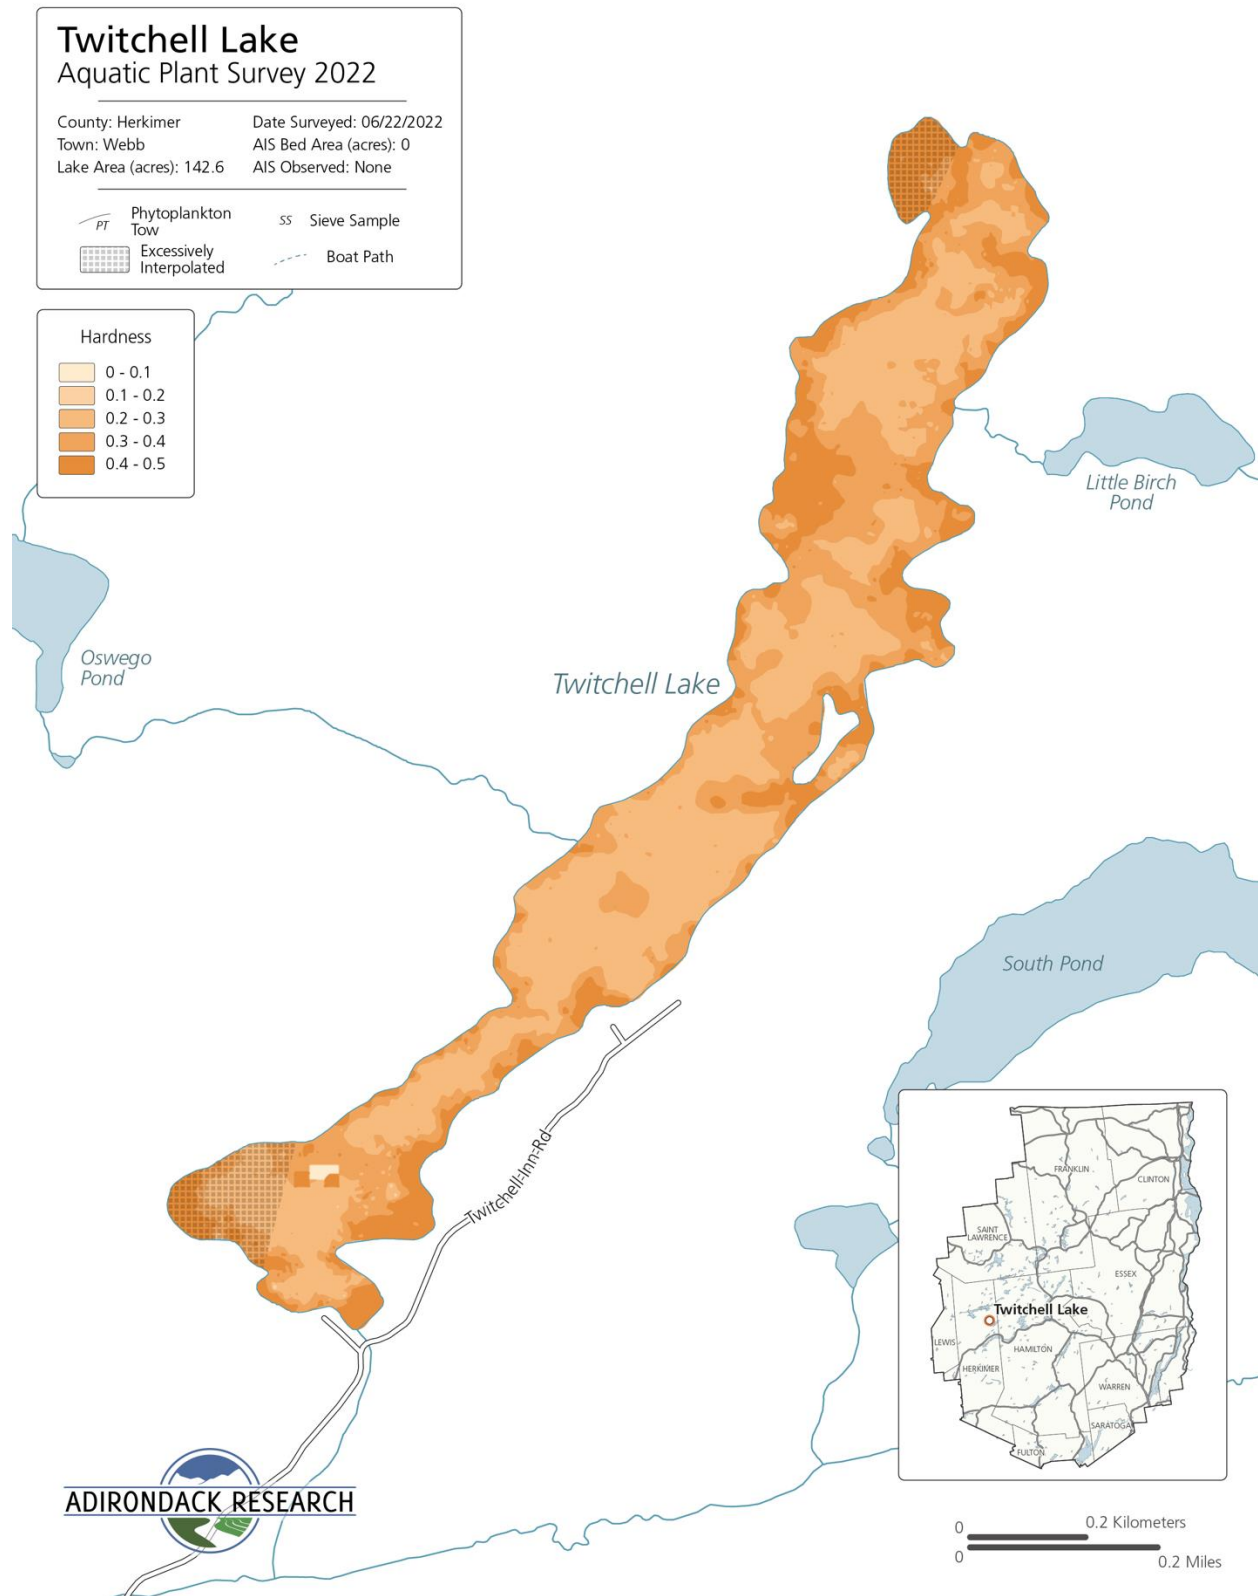 Twitchell Lake
Aquatic Plant Survey 2022
County: Herkimer
Date Surveyed: 06/22/2022
Town: Webb
AIS Bed Area (acres): 0
Lake Area (acres): 142.6
AIS Observed: None
PT
Phytoplankton
Tow
SS
Sieve Sample
Excessively
Interpolated
Boat Path
Hardness
0 - 0.1
0.1 - 0.2
0.2 - 0.3
0.3 - 0.4
0.4 - 0.5
Little Birch
Pond
Oswego
Pond
Twitchell Lake
South Pond
Twitchell-Inn-Rd
FRANKLIN
CLINTON
SAINT
LAWRENCE
ESSEX
Twitchell Lake
LEWIS
HAMILTON
HERKIMER
WARREN
SARATOGA
FULTON
ADIRONDACK RESEARCH
0
0.2 Kilometers
0
0.2 Miles